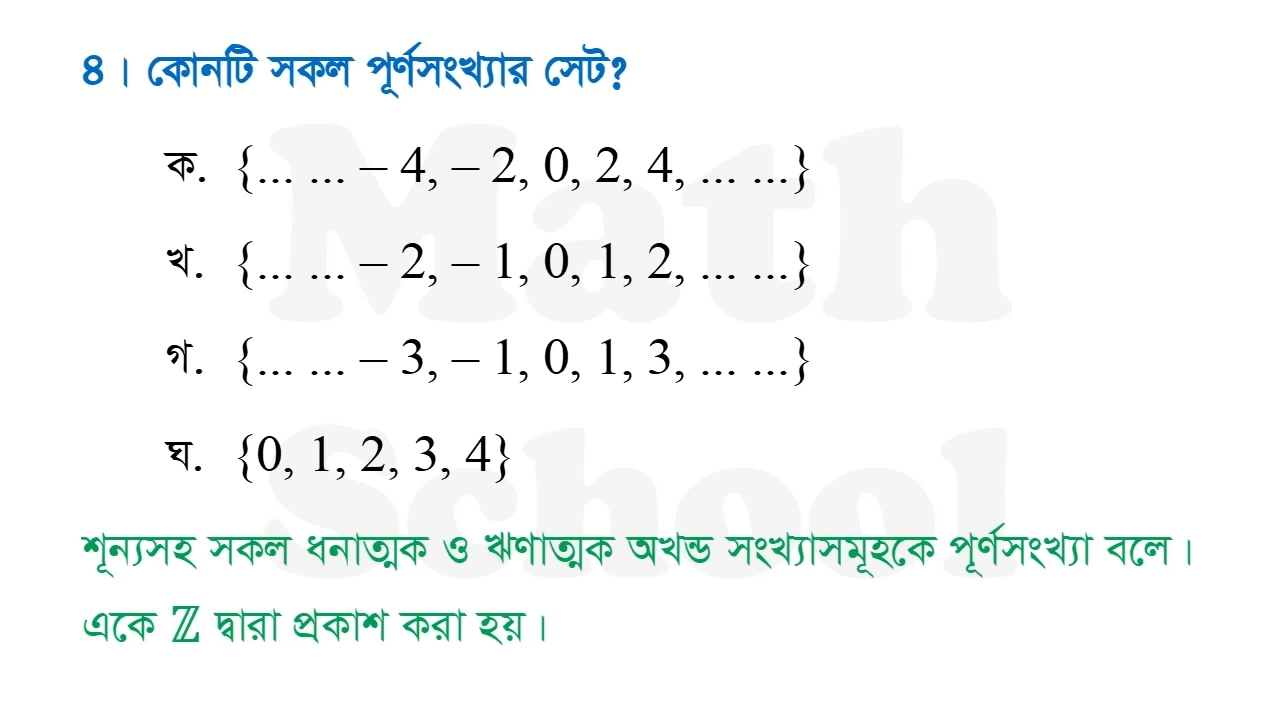 ৪। কোনটি সকল পূর্ণসংখ্যার সেট?
ক. {... ... – 4, – 2, 0, 2, 4, ... ...}
খ. {... ... – 2, – 1, 0, 1, 2, ... ...}
গ. {... ... – 3, – 1, 0, 1, 3, ... ...}
ঘ. {0, 1, 2, 3, 4}
শূন্যসহ সকল ধনাত্মক ও ঋণাত্মক অখন্ড সংখ্যাসমূহকে পূর্ণসংখ্যা বলে।
একে ℤ দ্বারা প্রকাশ করা হয়।
Math
School